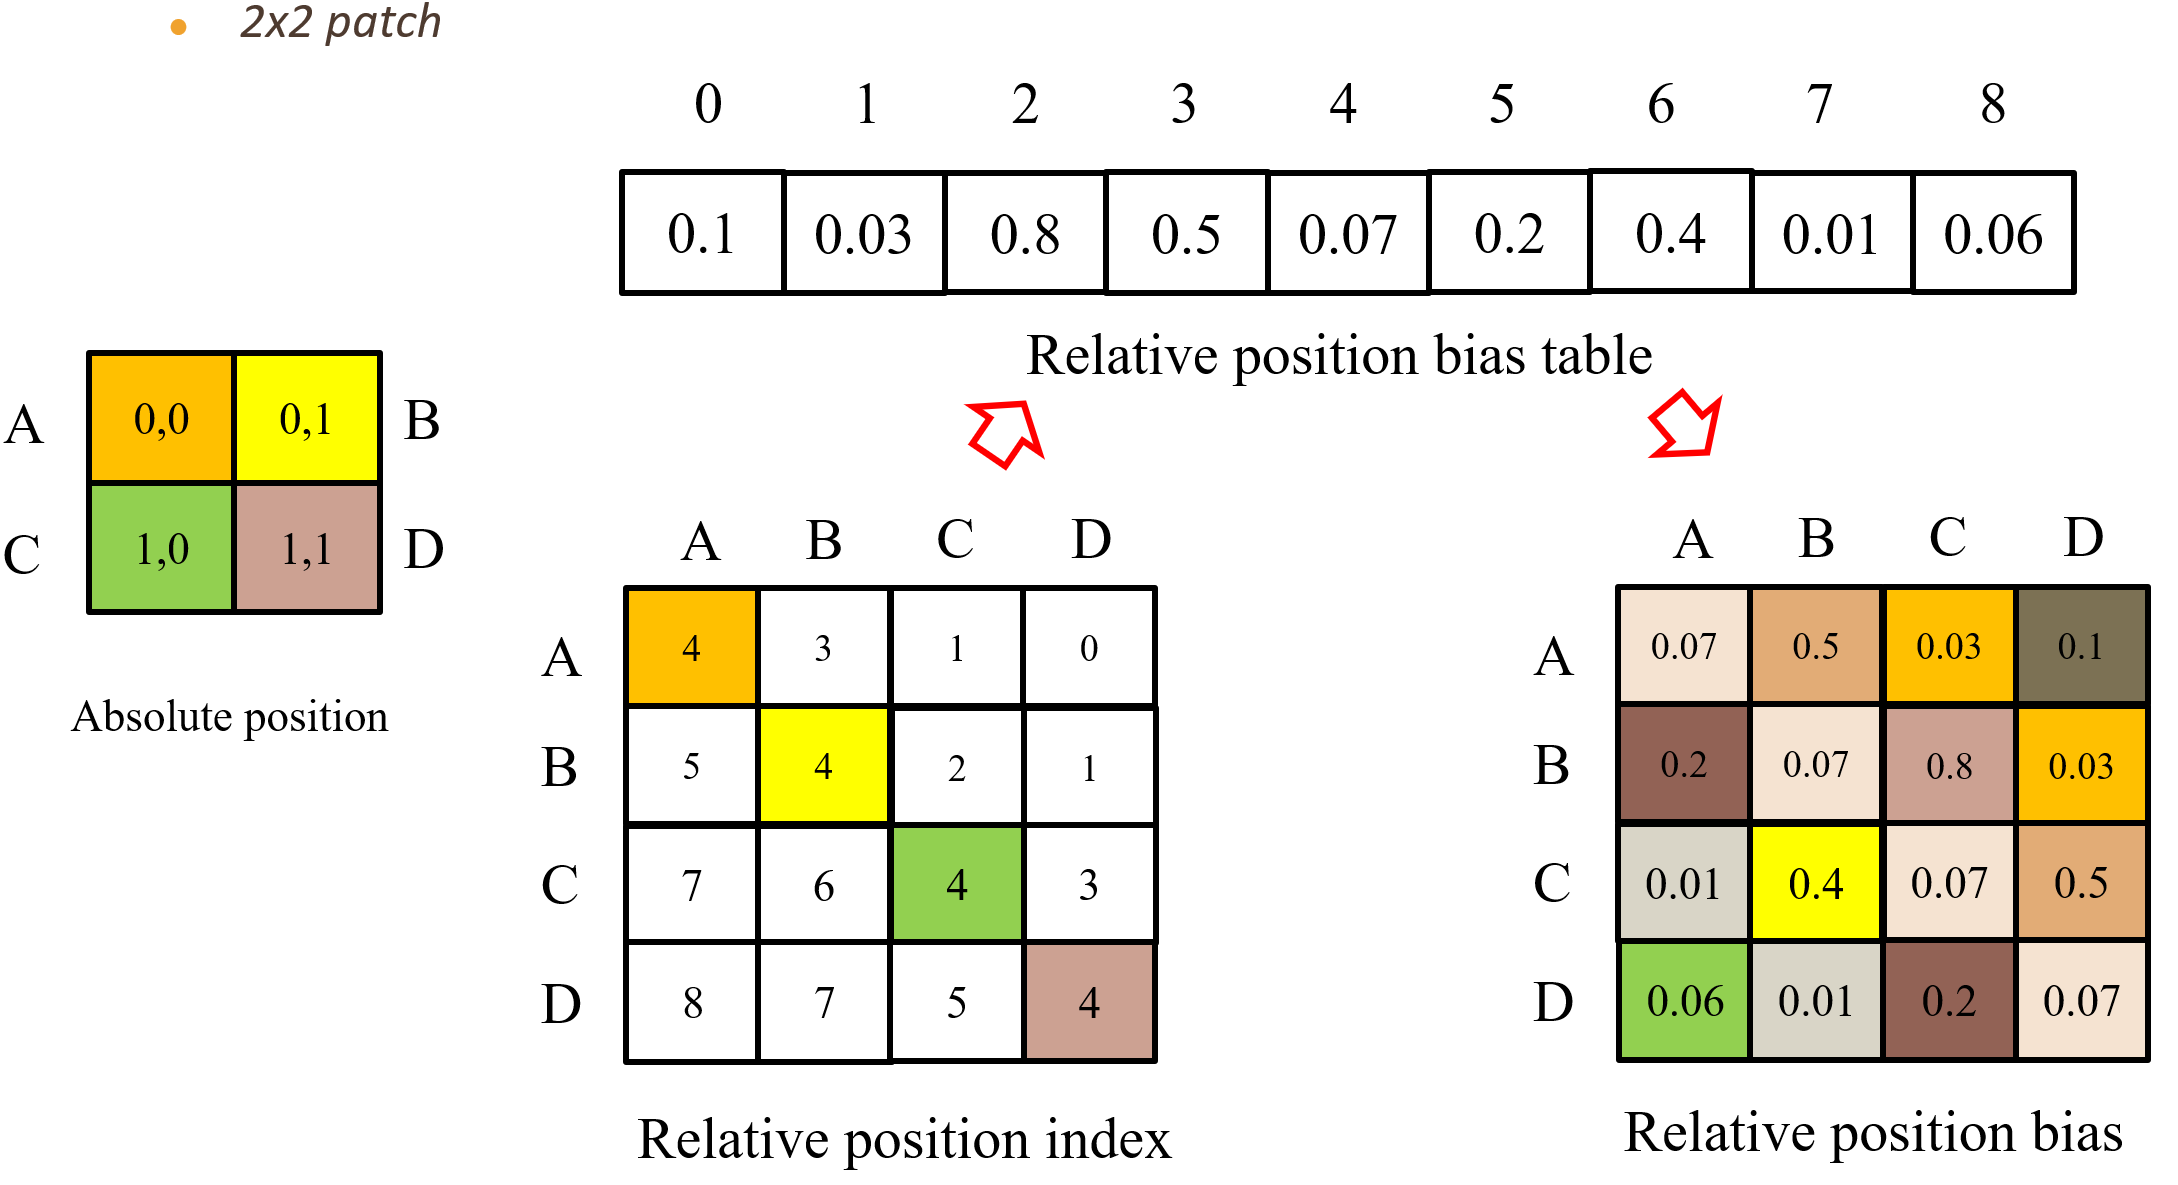 2x2 patch
0 1 2 3 4 5 6 7 8
0.1 0.03 0.8 0.5 0.07 0.2 0.4 0.01 0.06
Relative position bias table
A 0,0 0,1 B
C 1,0 1,1 D
Absolute position
A B C D
A 4 3 1 0
B 5 4 2 1
C 7 6 4 3
D 8 7 5 4
Relative position index
A B C D
A 0.07 0.5 0.03 0.1
B 0.2 0.07 0.8 0.03
C 0.01 0.4 0.07 0.5
D 0.06 0.01 0.2 0.07
Relative position bias